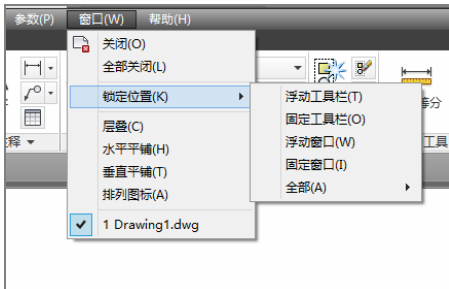 参数(P) 窗口(W) 帮助(H)
关闭(O)
全部关闭(L)
锁定位置(K)
层叠(C)
水平平铺(H)
垂直平铺(T)
排列图标(A)
1 Drawing1.dwg
浮动工具栏(T)
固定工具栏(O)
浮动窗口(W)
固定窗口(I)
全部(A)
等分
注释
工具